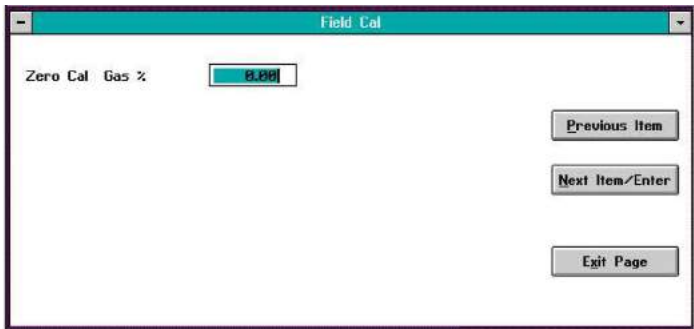 Field Cal
Zero Cal Gas % 0.00
Previous Item
Next Item/Enter
Exit Page